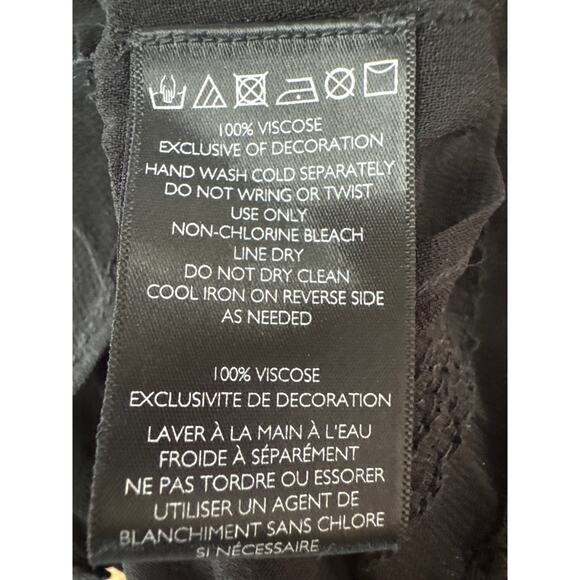 100% VISCOSE
EXCLUSIVE OF DECORATION
HAND WASH COLD SEPARATELY
DO NOT WRING OR TWIST
USE ONLY
NON-CHLORINE BLEACH
LINE DRY
DO NOT DRY CLEAN
COOL IRON ON REVERSE SIDE
AS NEEDED
100% VISCOSE
EXCLUSIVITE DE DECORATION
LAVER À LA MAIN À L'EAU
FROIDE À SÉPARÉMENT
NE PAS TORDRE OU ESSORER
UTILISER UN AGENT DE
BLANCHIMENT SANS CHLORE
SI NÉCESSAIRE